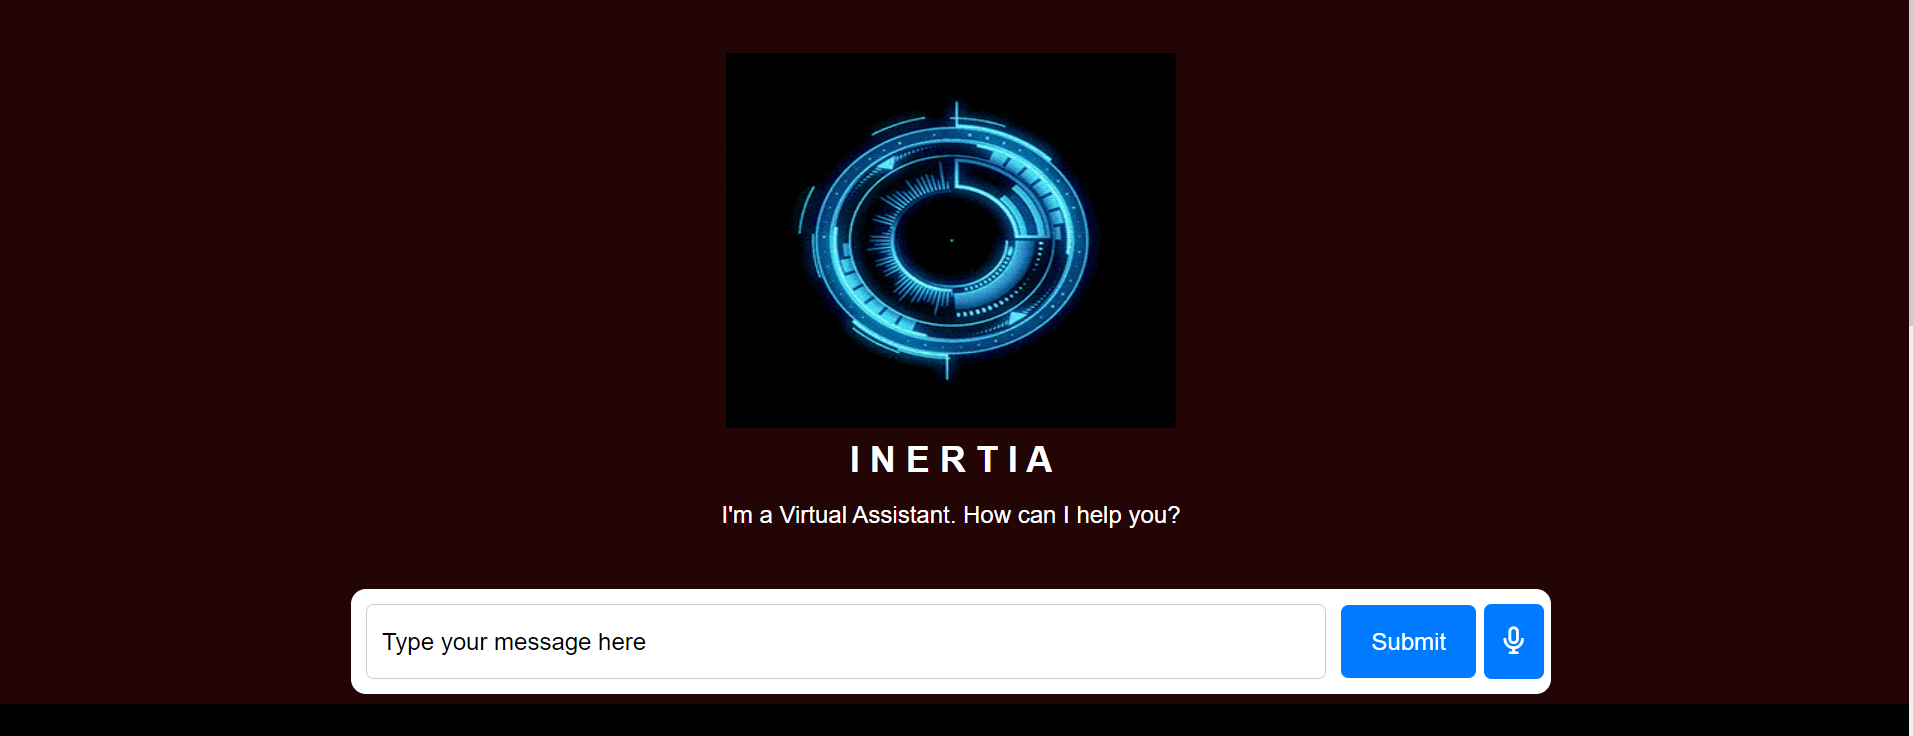 INERTIA
I'm a Virtual Assistant. How can I help you?
Type your message here
Submit